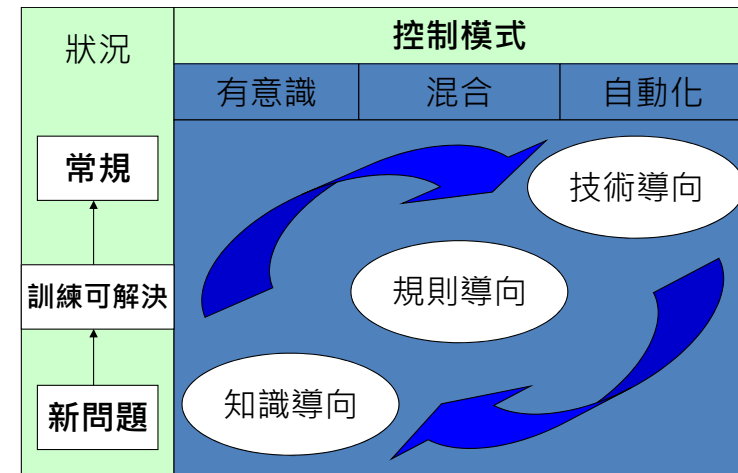 狀況
控制模式
有意識
混合
自動化
常規
技術導向
訓練可解決
規則導向
新問題
知識導向